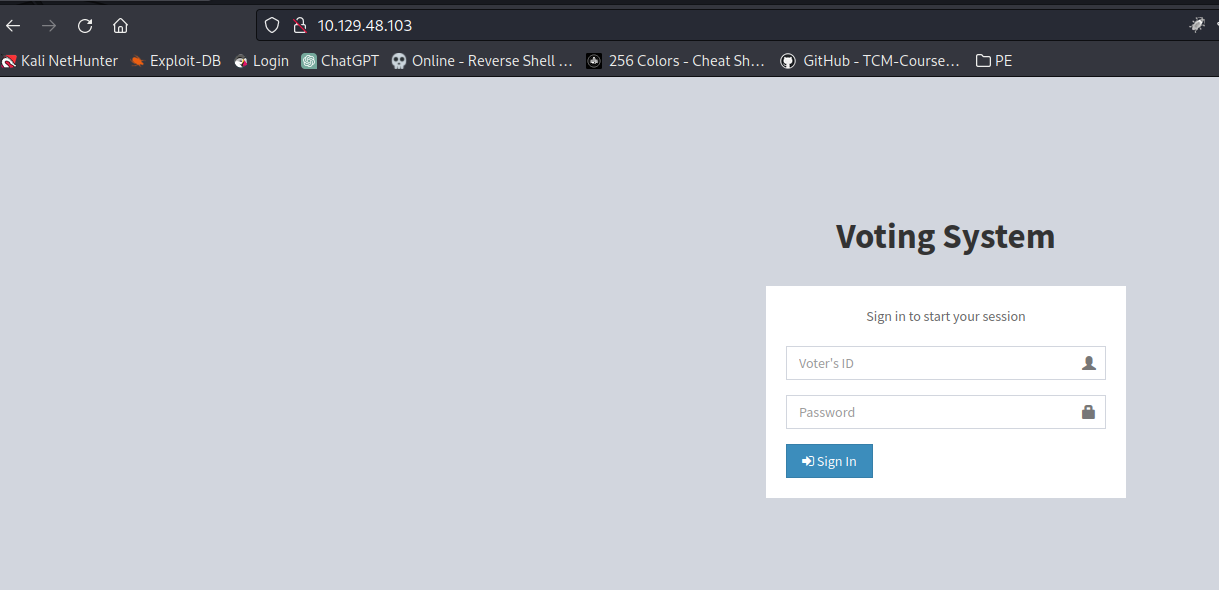 10.129.48.103
Kali NetHunter Exploit-DB Login ChatGPT Online - Reverse Shell ... 256 Colors - Cheat Sh... GitHub - TCM-Course... PE
Voting System
Sign in to start your session
Voter's ID
Password
Sign In